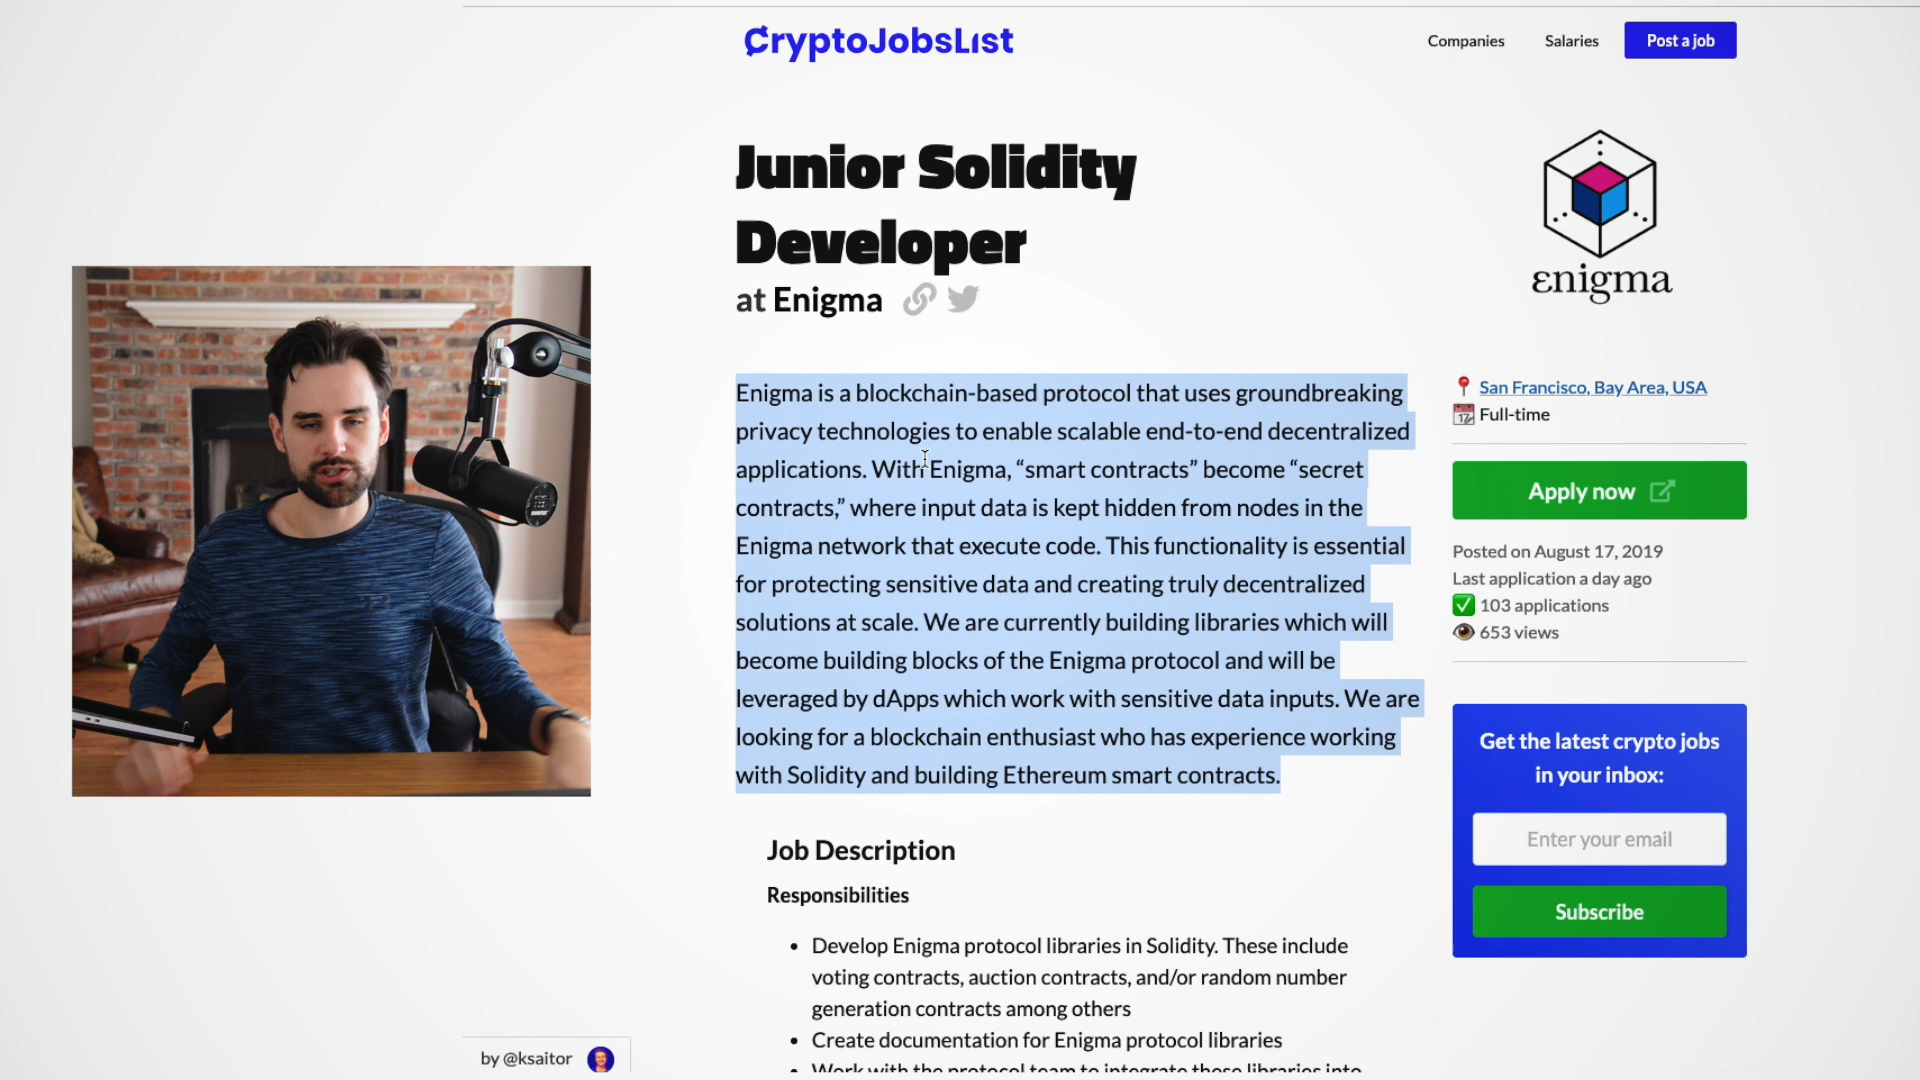 CryptoJobsList
Companies
Salaries
Post a job
Junior Solidity
Developer
at Enigma
Enigma is a blockchain-based protocol that uses groundbreaking
privacy technologies to enable scalable end-to-end decentralized
applications. With Enigma, “smart contracts” become “secret
contracts,” where input data is kept hidden from nodes in the
Enigma network that execute code. This functionality is essential
for protecting sensitive data and creating truly decentralized
solutions at scale. We are currently building libraries which will
become building blocks of the Enigma protocol and will be
leveraged by dApps which work with sensitive data inputs. We are
looking for a blockchain enthusiast who has experience working
with Solidity and building Ethereum smart contracts.
Job Description
Responsibilities
• Develop Enigma protocol libraries in Solidity. These include
voting contracts, auction contracts, and/or random number
generation contracts among others
• Create documentation for Enigma protocol libraries
• Work with the protocol team to integrate these libraries into
εnigma
San Francisco, Bay Area, USA
17
Full-time
Apply now
Posted on August 17, 2019
Last application a day ago
103 applications
653 views
Get the latest crypto jobs
in your inbox:
Enter your email
Subscribe
by @ksaitor